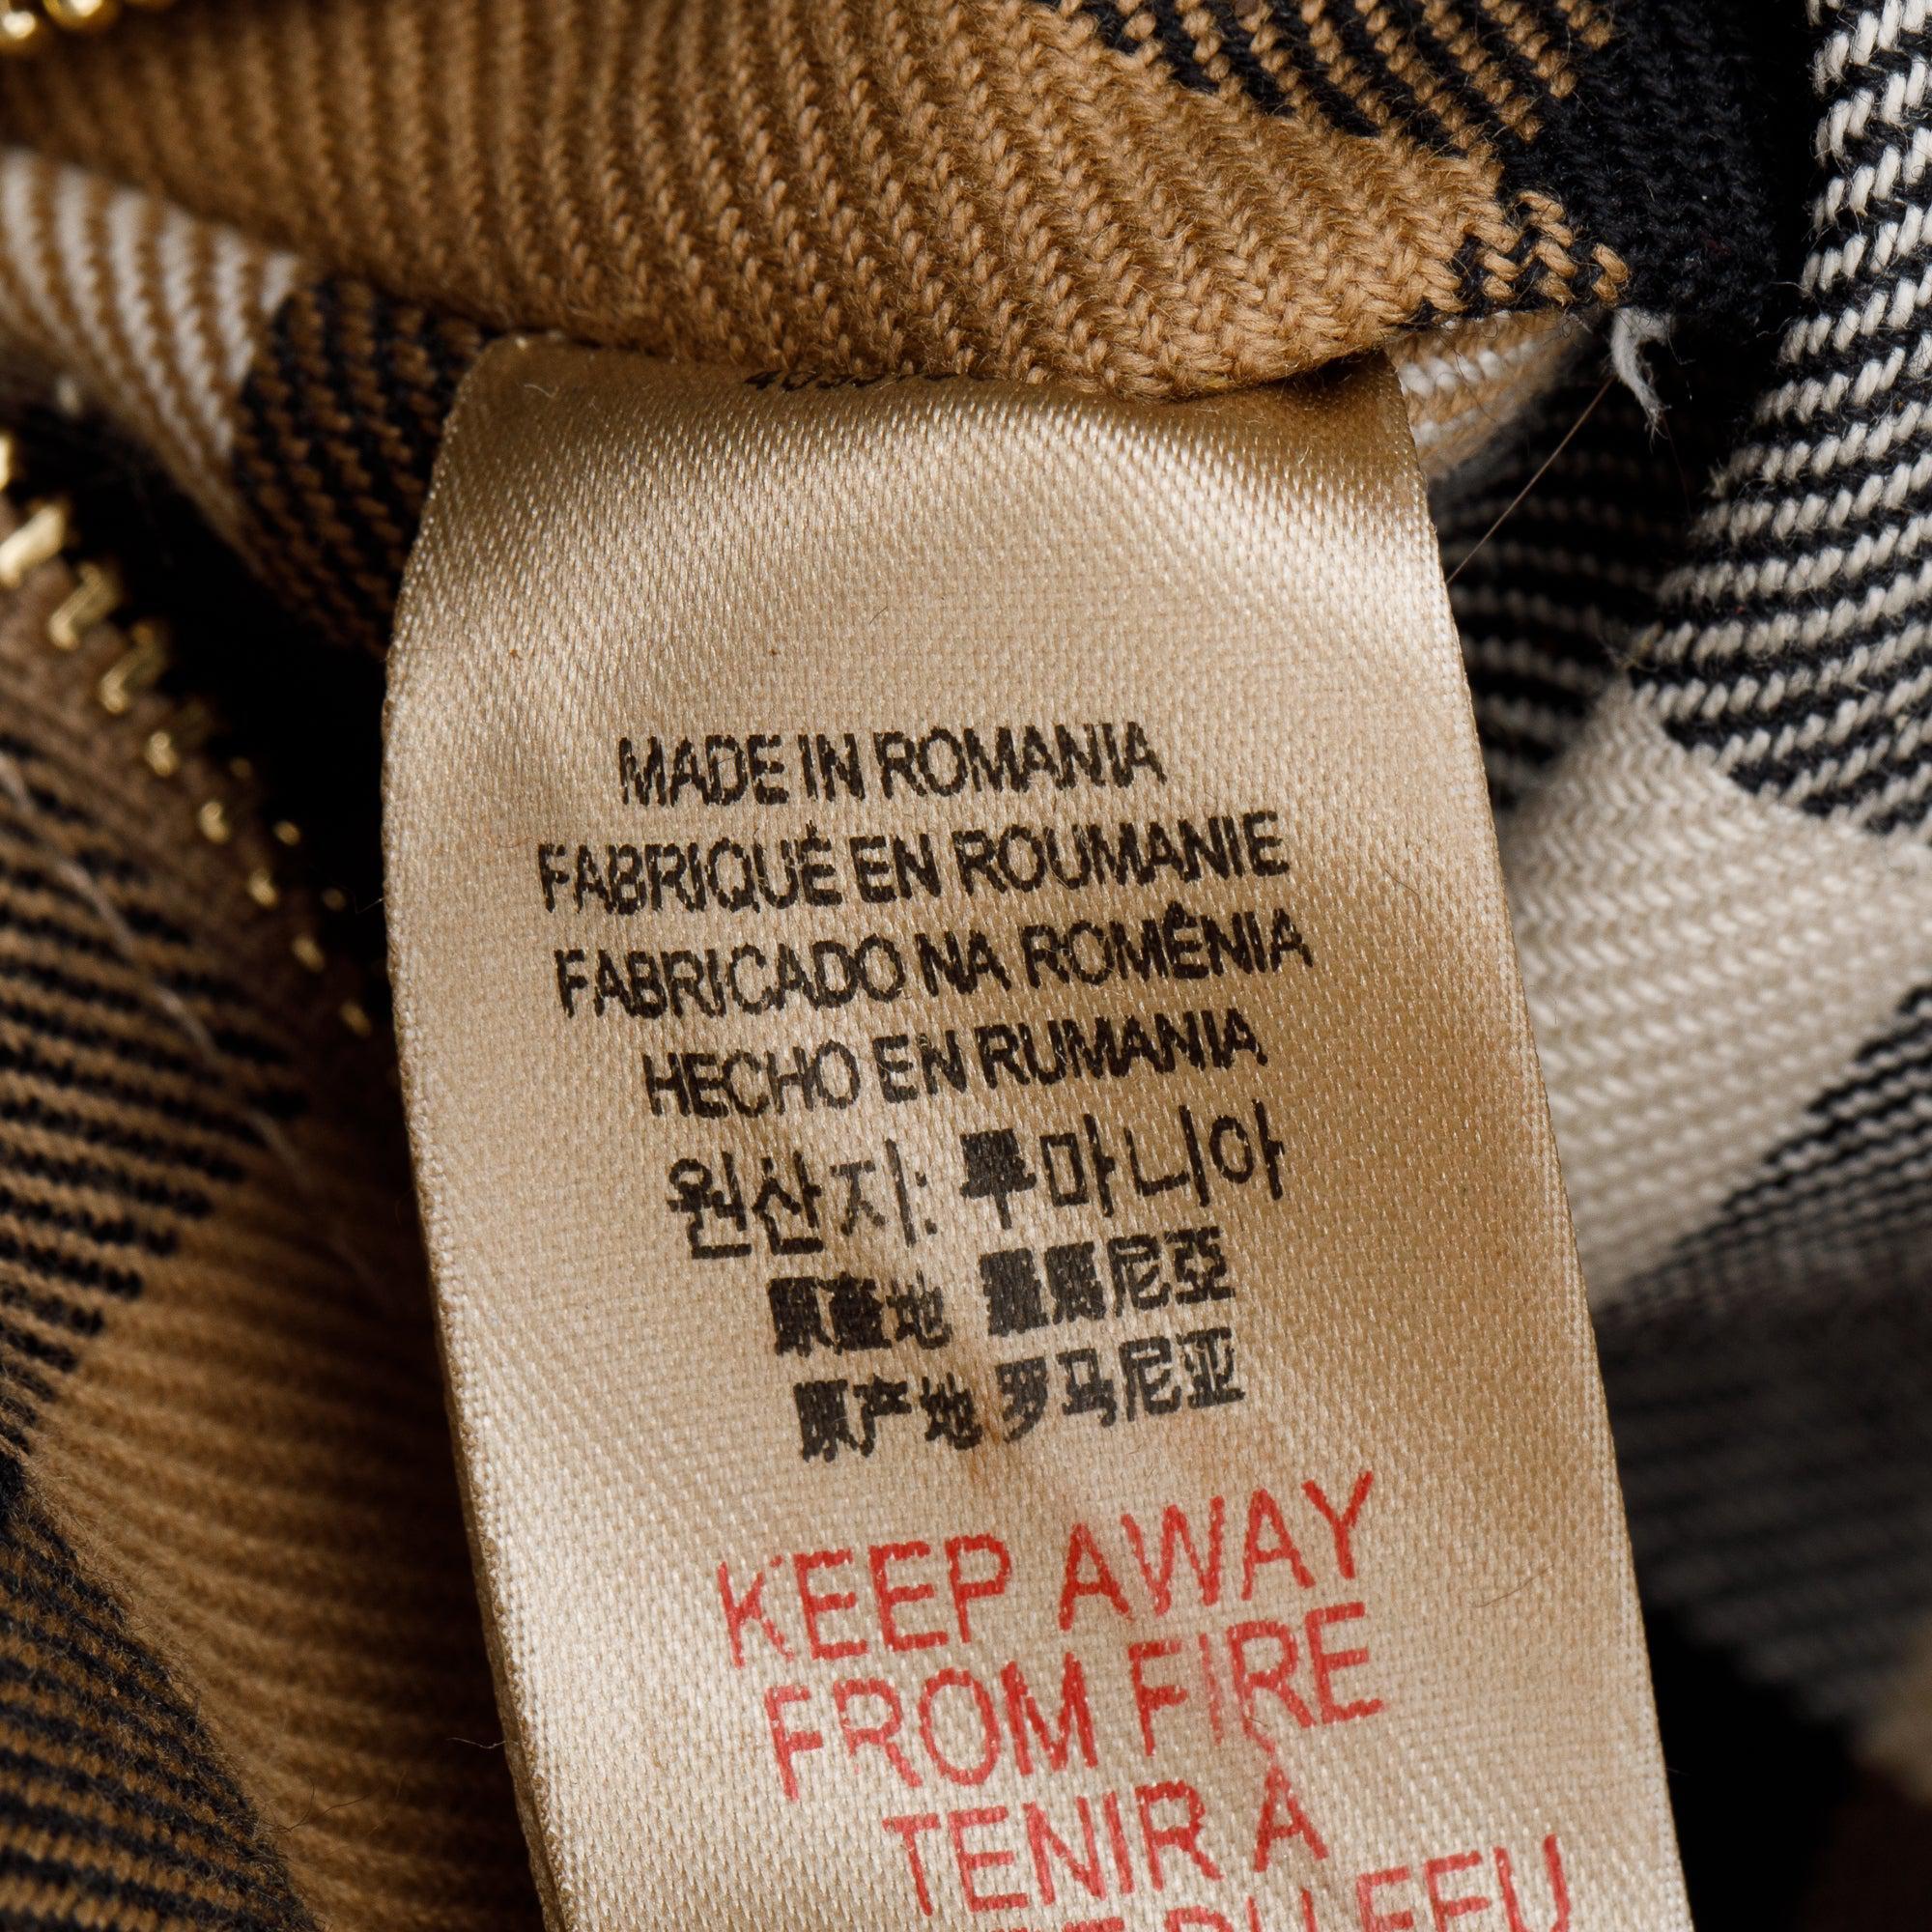 MADE IN ROMANIA
FABRIQUÉ EN ROUMANIE
FABRICADO NA ROMÊNIA
HECHO EN RUMANIA
원산지: 루마니아
原產地 羅馬尼亞
原产地 罗马尼亚
KEEP AWAY
FROM FIRE
TENIR À
DU FEU